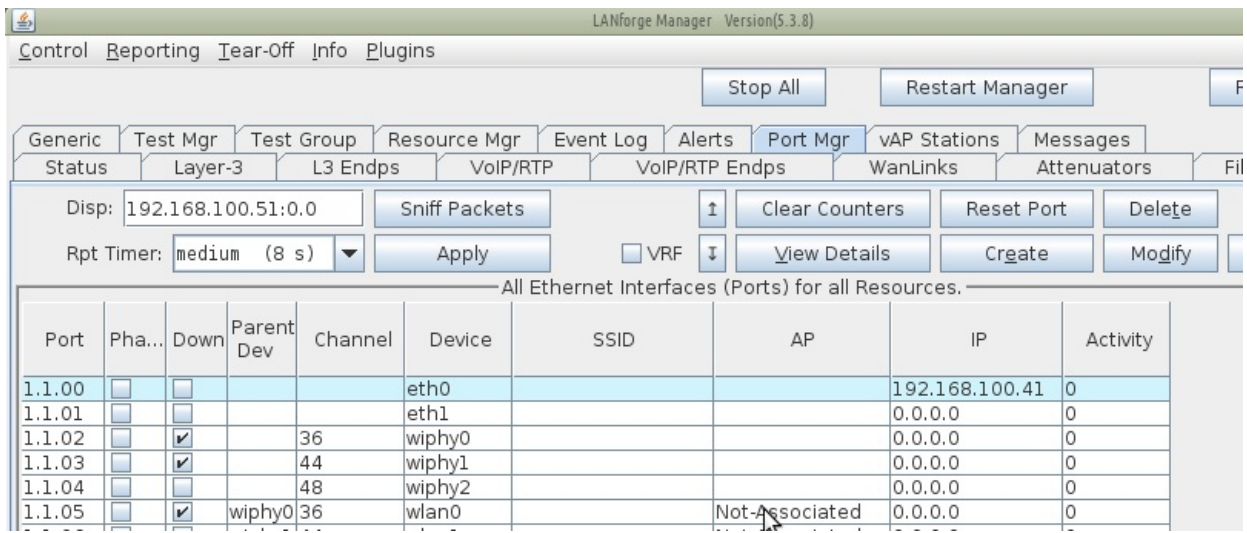 LANforge Manager Version(5.3.8)
Control Reporting Tear-Off Info Plugins
Stop All Restart Manager
Generic Test Mgr Test Group Resource Mgr Event Log Alerts Port Mgr vAP Stations Messages
Status Layer-3 L3 Endps VoIP/RTP VoIP/RTP Endps WanLinks Attenuators
Disp: 192.168.100.51:0.0 Sniff Packets Clear Counters Reset Port Delete
Rpt Timer: medium (8 s) Apply VRF View Details Create Modify
All Ethernet Interfaces (Ports) for all Resources.
Port Pha... Down Parent Dev Channel Device SSID AP IP Activity
1.1.00 eth0 192.168.100.41 0
1.1.01 eth1 0.0.0.0 0
1.1.02 36 wiphy0 0.0.0.0 0
1.1.03 44 wiphy1 0.0.0.0 0
1.1.04 48 wiphy2 0.0.0.0 0
1.1.05 wiphy0 36 wlan0 Not-Associated 0.0.0.0 0